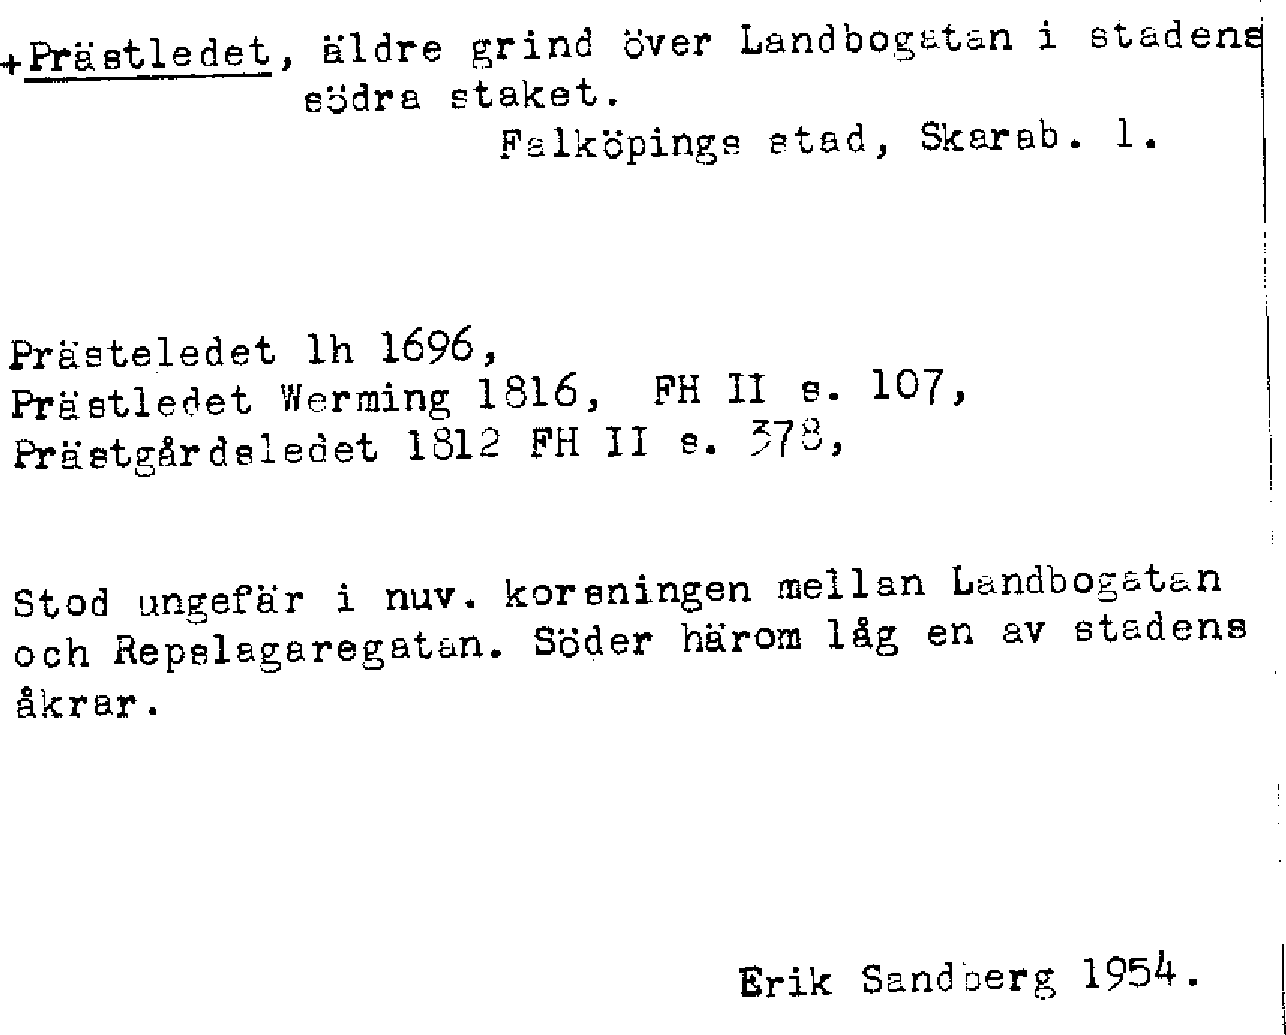 +Prästledet, äldre grind över Landbogatan i stadens
södra staket.
Falköpings stad, Skarab. l.
Prästeledet lh 1696,
Prästledet Werming 1816, FH II s. 107,
Prästgårdsledet 1812 FH II s. 378,
Stod ungefär i nuv. korsningen mellan Landbogatan
och Repslagaregatan. Söder härom låg en av stadens
åkrar.
Erik Sandberg 1954.